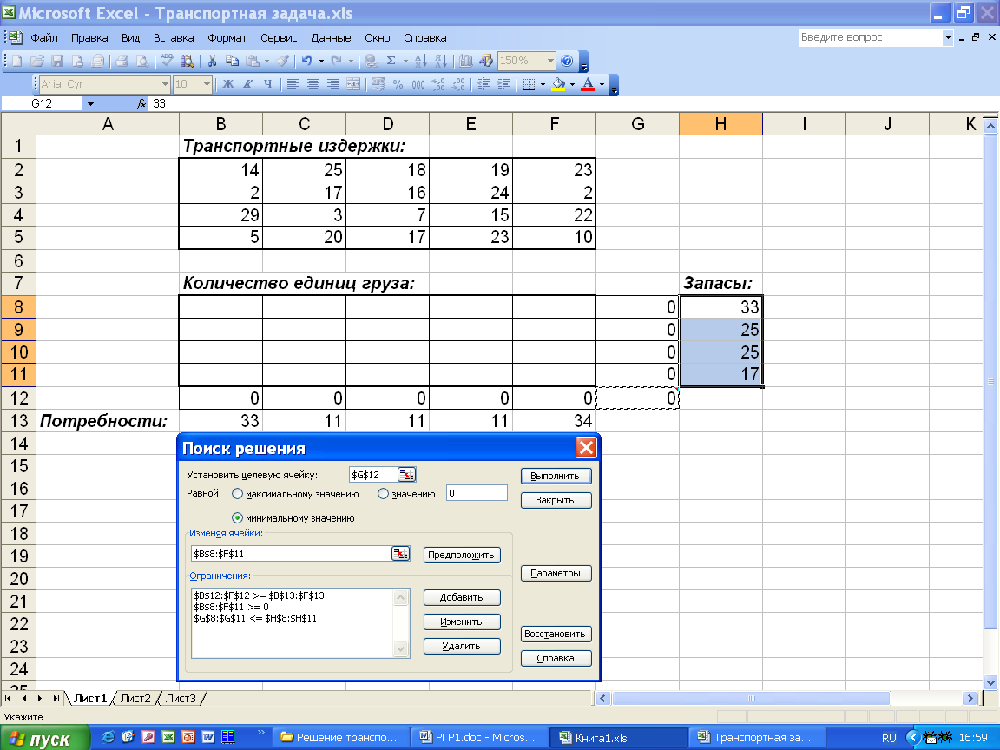 Microsoft Excel - Транспортная задача.xls
Файл Правка Вид Вставка Формат Сервис Данные Окно Справка Введите вопрос
150%
Arial Cyr 10 Ж К Ч % 000
G12 fx 33
A B C D E F G H I J K
1 Транспортные издержки:
2 14 25 18 19 23
3 2 17 16 24 2
4 29 3 7 15 22
5 5 20 17 23 10
6
7 Количество единиц груза: Запасы:
8 0 33
9 0 25
10 0 25
11 0 17
12 0 0 0 0 0 0
13 Потребности: 33 11 11 11 34
14
15
16
17
18
19
20
21
22
23
24
25
Поиск решения
Установить целевую ячейку: $G$12 Выполнить
Равной: максимальному значению значению: 0 Закрыть
минимальному значению
Изменяя ячейки:
$B$8:$F$11 Предположить
Ограничения: Параметры
$B$12:$F$12 >= $B$13:$F$13 Добавить
$B$8:$F$11 >= 0
$G$8:$G$11 <= $H$8:$H$11 Изменить
Восстановить
Удалить
Справка
Лист1 Лист2 Лист3
Укажите
пуск Решение транспо... РГР1.doc - Micros... Книга1.xls Транспортная за... RU 16:59